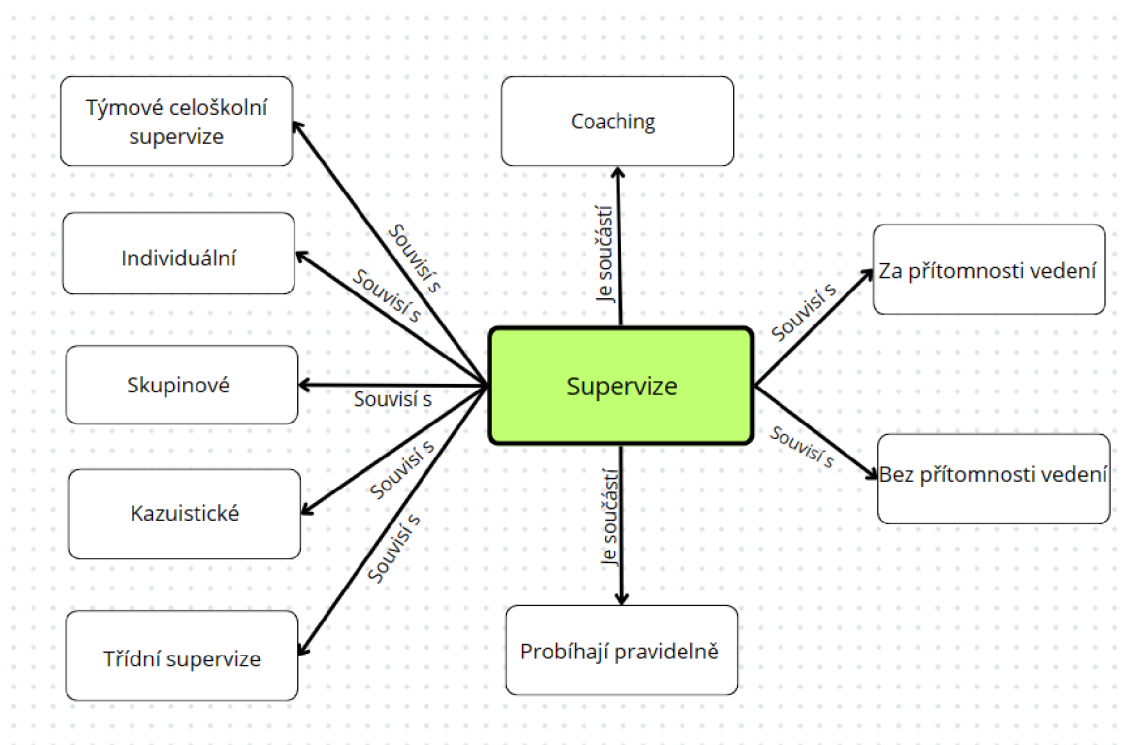 Týmové celoškolní
supervize
Coaching
Souvisí s
Je součástí
Individuální
Souvisí s
Za přítomnosti vedení
Souvisí s
Skupinové
Souvisí s
Supervize
Souvisí s
Bez přítomnosti vedení
Kazuistické
Souvisí s
Souvisí s
Je součástí
Třídní supervize
Probíhají pravidelně